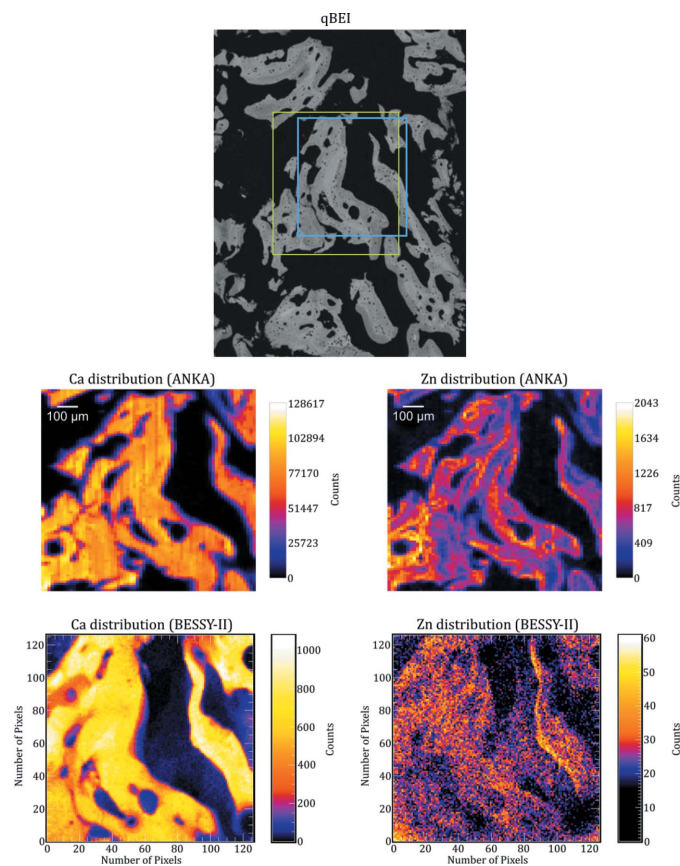 qBEI
Ca distribution (ANKA)
100 μm
128617
102894
77170
51447
25723
0
Counts
Zn distribution (ANKA)
100 μm
2043
1634
1226
817
409
0
Counts
Ca distribution (BESSY-II)
Number of Pixels
120
100
80
60
40
20
0
0 20 40 60 80 100 120
Number of Pixels
1000
800
600
400
200
0
Counts
Zn distribution (BESSY-II)
Number of Pixels
120
100
80
60
40
20
0
0 20 40 60 80 100 120
Number of Pixels
60
50
40
30
20
10
0
Counts